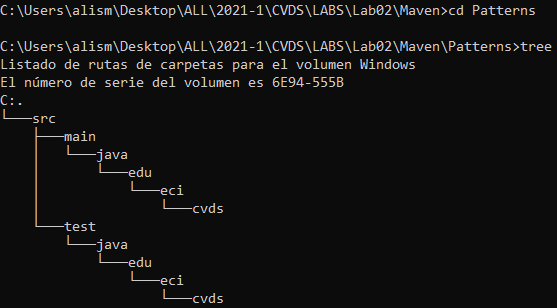 C:\Users\alism\Desktop\ALL\2021-1\CVDS\LABS\Lab02\Maven>cd Patterns
C:\Users\alism\Desktop\ALL\2021-1\CVDS\LABS\Lab02\Maven\Patterns>tree
Listado de rutas de carpetas para el volumen Windows
El número de serie del volumen es 6E94-555B
C:.
└───src
    ├───main
    │   └───java
    │       └───edu
    │           └───eci
    │               └───cvds
    └───test
        └───java
            └───edu
                └───eci
                    └───cvds